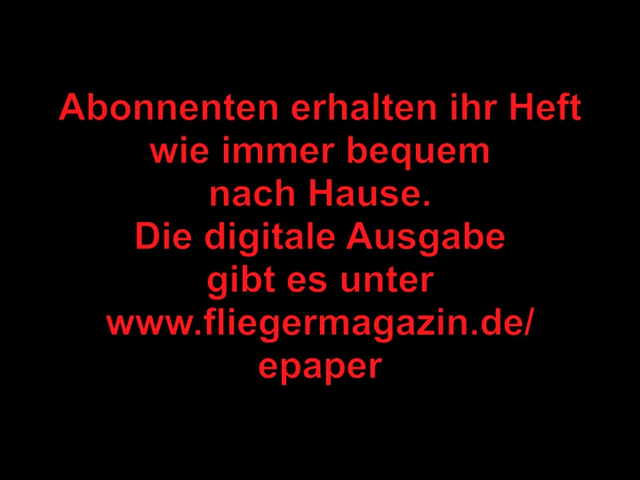 Abonnenten erhalten ihr Heft
wie immer bequem
nach Hause.
Die digitale Ausgabe
gibt es unter
www.fliegermagazin.de/
epaper